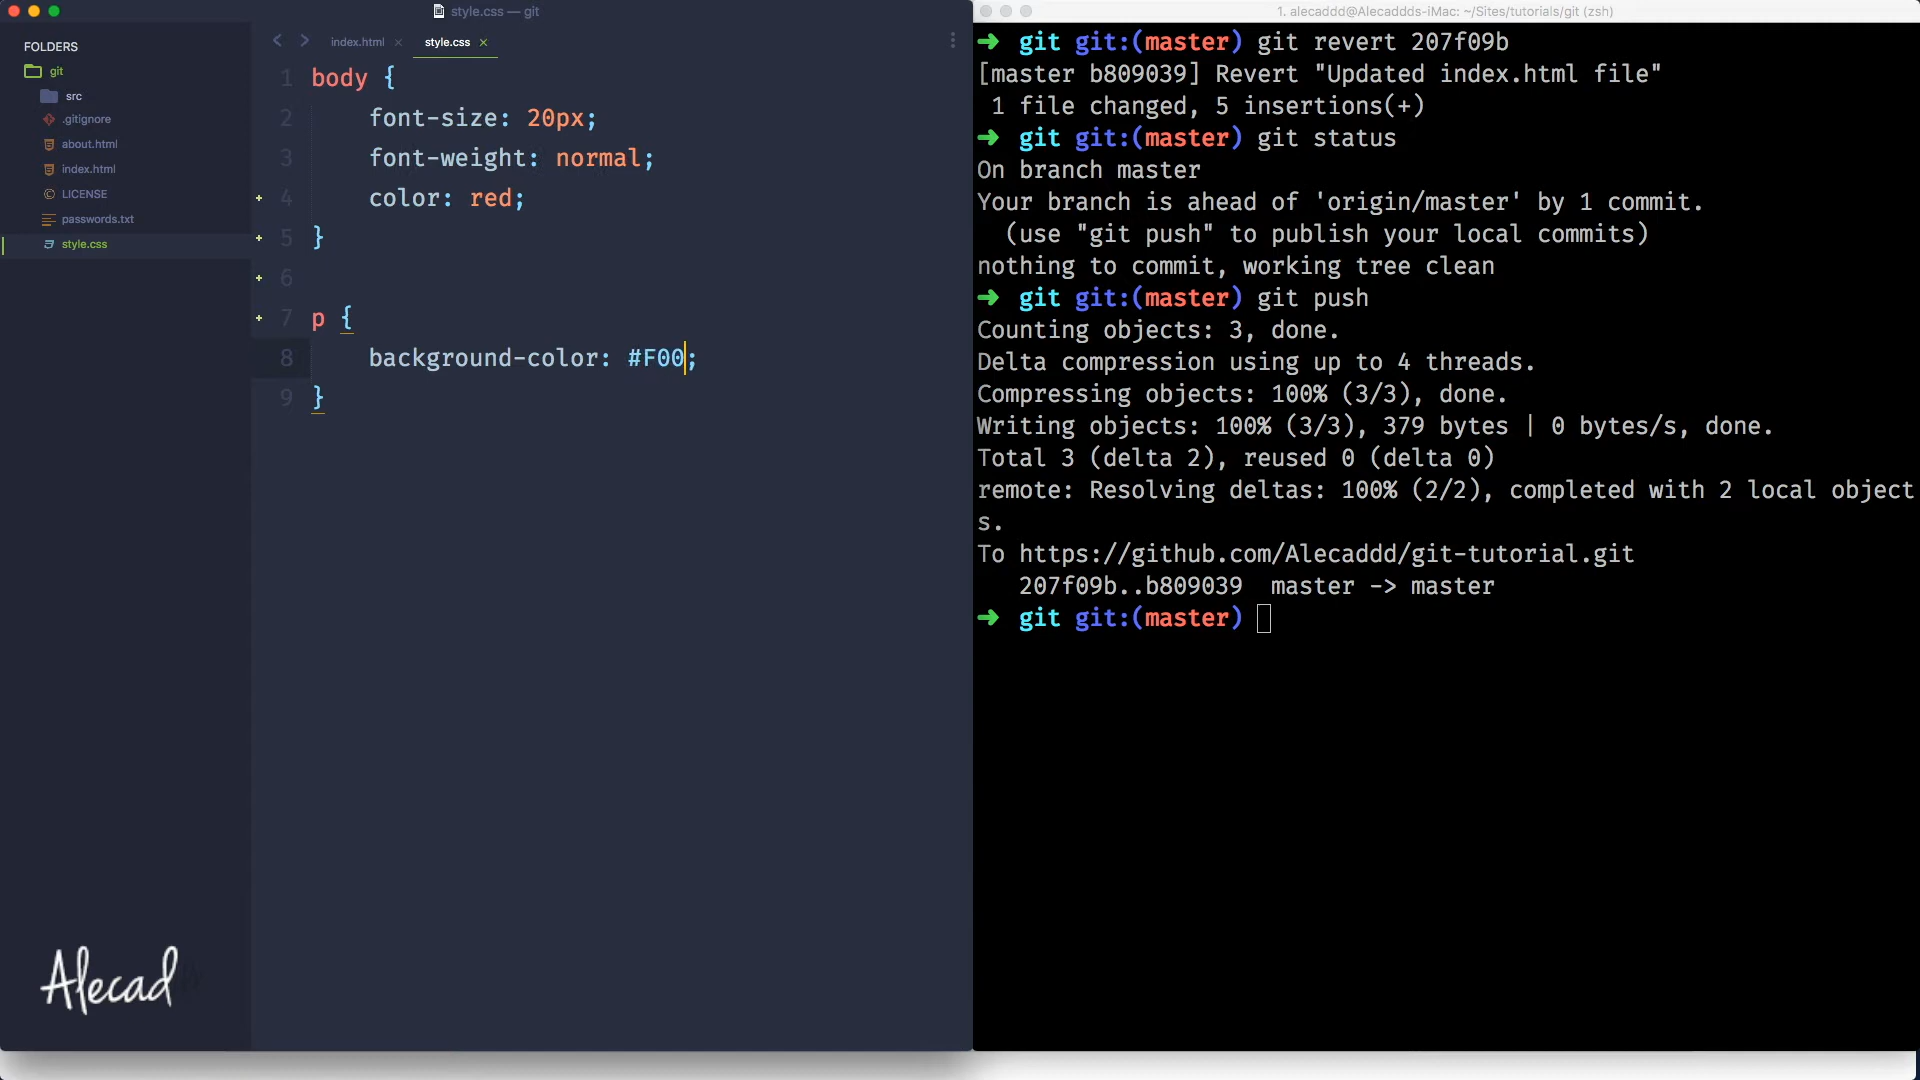 style.css — git
FOLDERS
git
src
.gitignore
about.html
index.html
LICENSE
passwords.txt
style.css
index.html ×
style.css ×
1 body {
2 font-size: 20px;
3 font-weight: normal;
4 color: red;
5 }
6
7 p {
8 background-color: #F00;
9 }
Alecad
1. alecaddd@Alecaddds-iMac: ~/Sites/tutorials/git (zsh)
➜ git git:(master) git revert 207f09b
[master b809039] Revert "Updated index.html file"
1 file changed, 5 insertions(+)
➜ git git:(master) git status
On branch master
Your branch is ahead of 'origin/master' by 1 commit.
(use "git push" to publish your local commits)
nothing to commit, working tree clean
➜ git git:(master) git push
Counting objects: 3, done.
Delta compression using up to 4 threads.
Compressing objects: 100% (3/3), done.
Writing objects: 100% (3/3), 379 bytes | 0 bytes/s, done.
Total 3 (delta 2), reused 0 (delta 0)
remote: Resolving deltas: 100% (2/2), completed with 2 local object
s.
To https://github.com/Alecaddd/git-tutorial.git
207f09b..b809039 master -> master
➜ git git:(master)